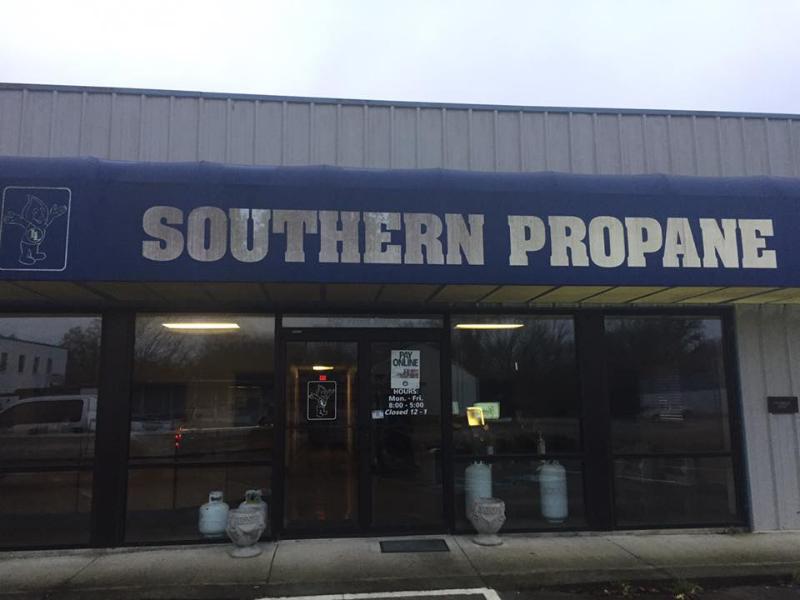 SOUTHERN PROPANE
PAY
ONLINE
HOURS:
Mon. - Fri.
8:00 - 5:00
Closed 12 - 1